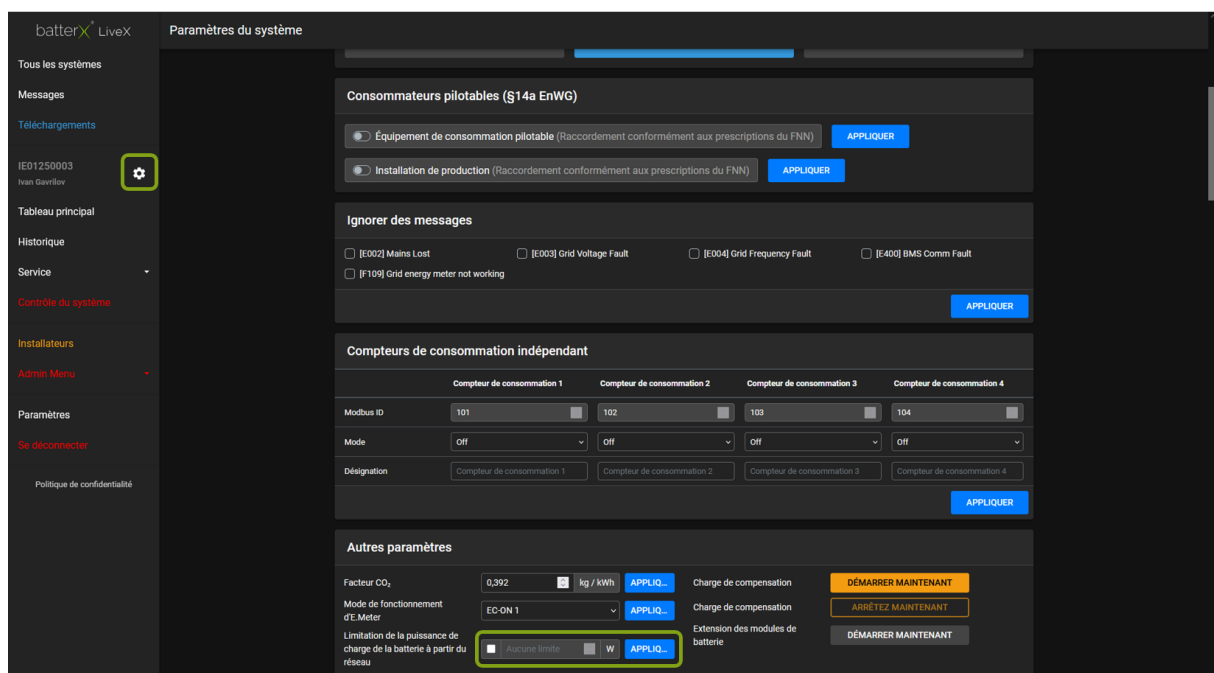 batterX LiveX
Paramètres du système
Tous les systèmes
Messages
Téléchargements
IE01250003
Ivan Gavrilov
Tableau principal
Historique
Service
Contrôle du système
Installateurs
Admin Menu
Paramètres
Se déconnecter
Politique de confidentialité
Consommateurs pilotables (§14a EnWG)
Équipement de consommation pilotable (Raccordement conformément aux prescriptions du FNN) APPLIQUER
Installation de production (Raccordement conformément aux prescriptions du FNN) APPLIQUER
Ignorer des messages
[E002] Mains Lost [E003] Grid Voltage Fault [E004] Grid Frequency Fault [E400] BMS Comm Fault
[F109] Grid energy meter not working
APPLIQUER
Compteurs de consommation indépendant
Compteur de consommation 1 Compteur de consommation 2 Compteur de consommation 3 Compteur de consommation 4
Modbus ID 101 102 103 104
Mode Off Off Off Off
Désignation Compteur de consommation 1 Compteur de consommation 2 Compteur de consommation 3 Compteur de consommation 4
APPLIQUER
Autres paramètres
Facteur CO₂ 0,392 kg / kWh APPLIQ...
Mode de fonctionnement
d'E.Meter
EC-ON 1 APPLIQ...
Limitation de la puissance de
charge de la batterie à partir du
réseau
Aucune limite W APPLIQ...
Charge de compensation DÉMARRER MAINTENANT
Charge de compensation ARRÊTEZ MAINTENANT
Extension des modules de
batterie
DÉMARRER MAINTENANT